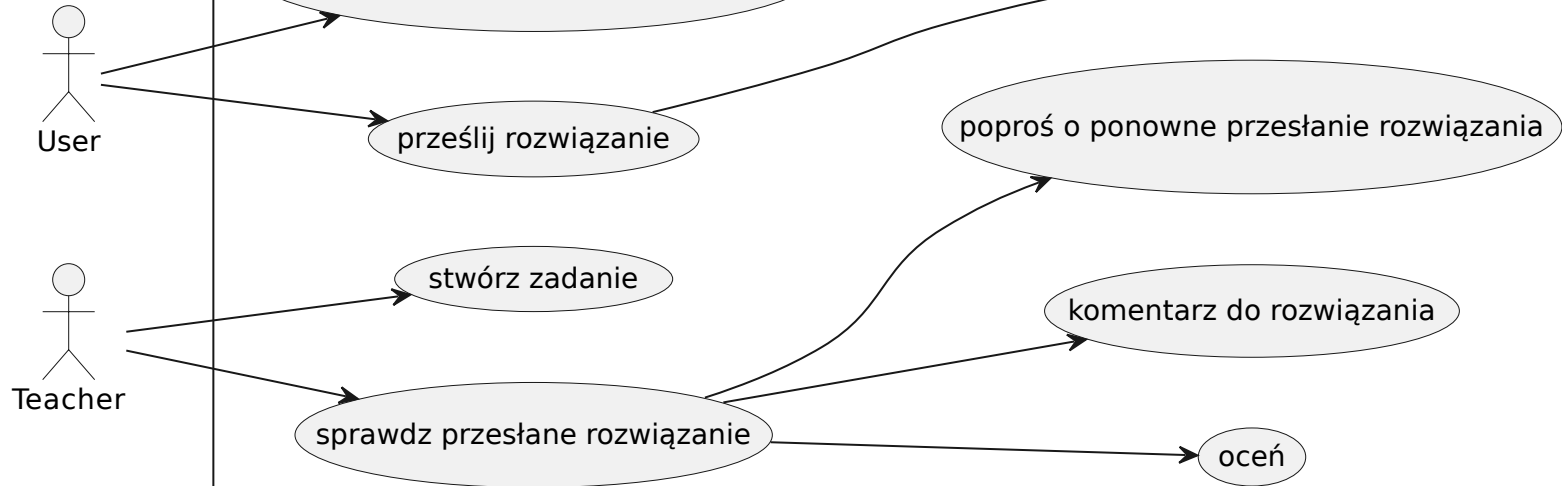 User
prześlij rozwiązanie
poproś o ponowne przesłanie rozwiązania
Teacher
stwórz zadanie
komentarz do rozwiązania
sprawdz przesłane rozwiązanie
oceń